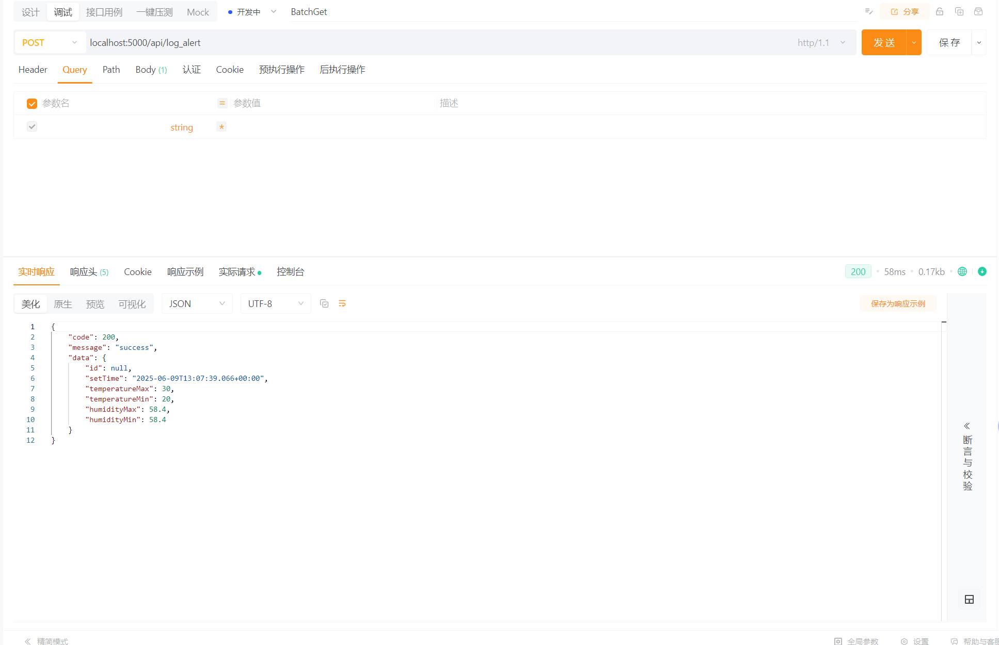 设计 调试 接口用例 一键压测 Mock 开发中 BatchGet 分享
POST localhost:5000/api/log_alert http/1.1 发送 保存
Header Query Path Body (1) 认证 Cookie 预执行操作 后执行操作
参数名 = 参数值 描述
string *
实时响应 响应头 (5) Cookie 响应示例 实际请求 控制台 200 58ms 0.17kb
美化 原生 预览 可视化 JSON UTF-8 保存为响应示例
1 {
2 "code": 200,
3 "message": "success",
4 "data": {
5 "id": null,
6 "setTime": "2025-06-09T13:07:39.066+00:00",
7 "temperatureMax": 30,
8 "temperatureMin": 20,
9 "humidityMax": 58.4,
10 "humidityMin": 58.4
11 }
12 }
断言与校验
精简模式 全局参数 设置 帮助与客服